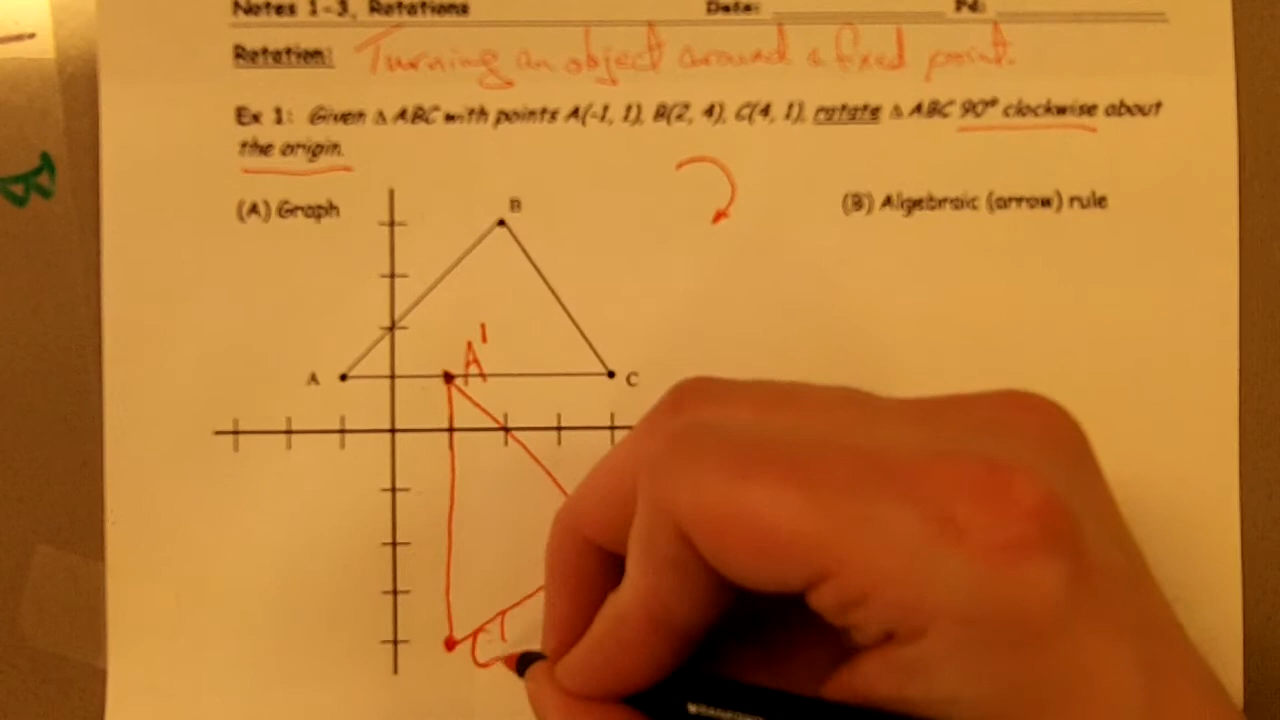 Notes 1-3, Rotations Date: Pd:
Rotation: Turning an object around a fixed point.
Ex 1: Given △ ABC with points A(-1, 1), B(2, 4), C(4, 1), rotate △ ABC 90° clockwise about
the origin.
(A) Graph
(B) Algebraic (arrow) rule
B
A'
A
C